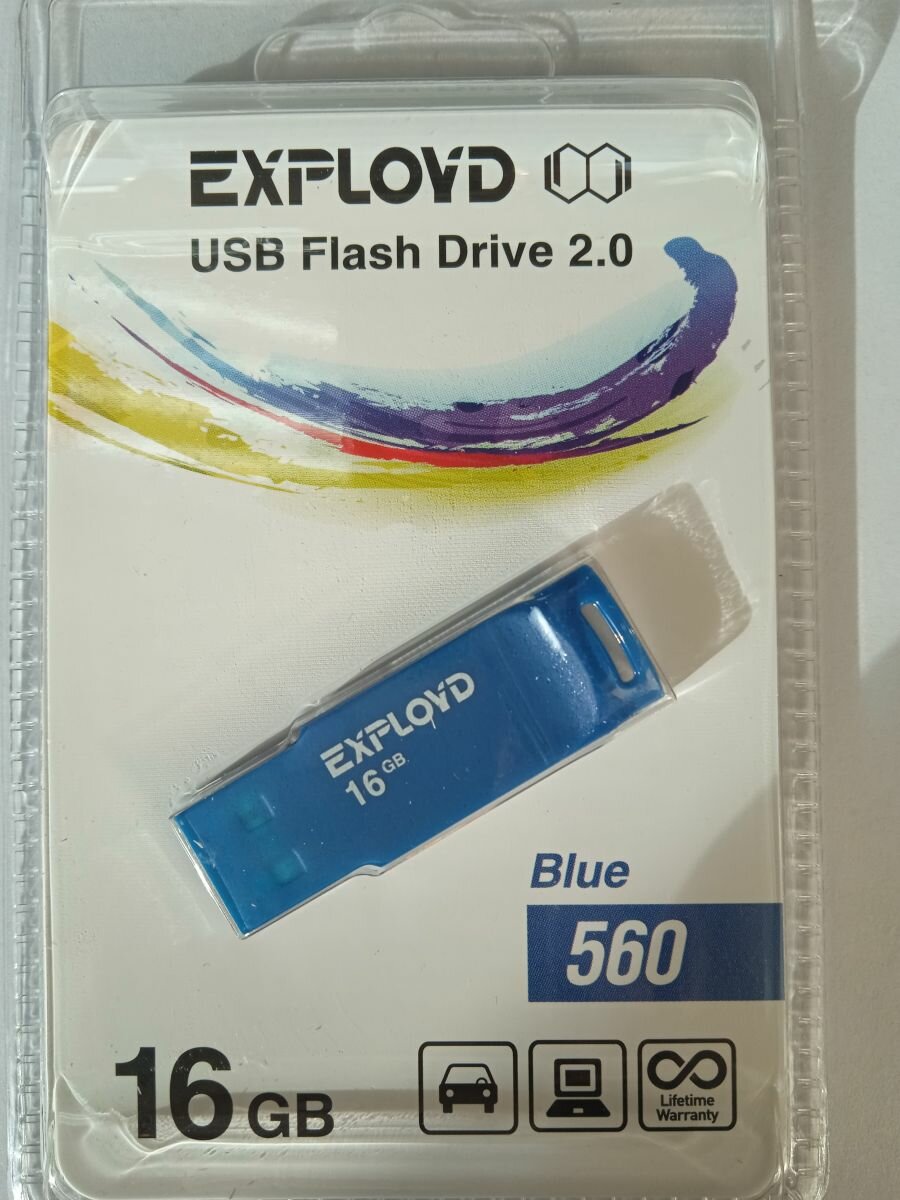 EXPLOYD
USB Flash Drive 2.0
EXPLOYD
16 GB
Blue
560
16 GB
Lifetime
Warranty